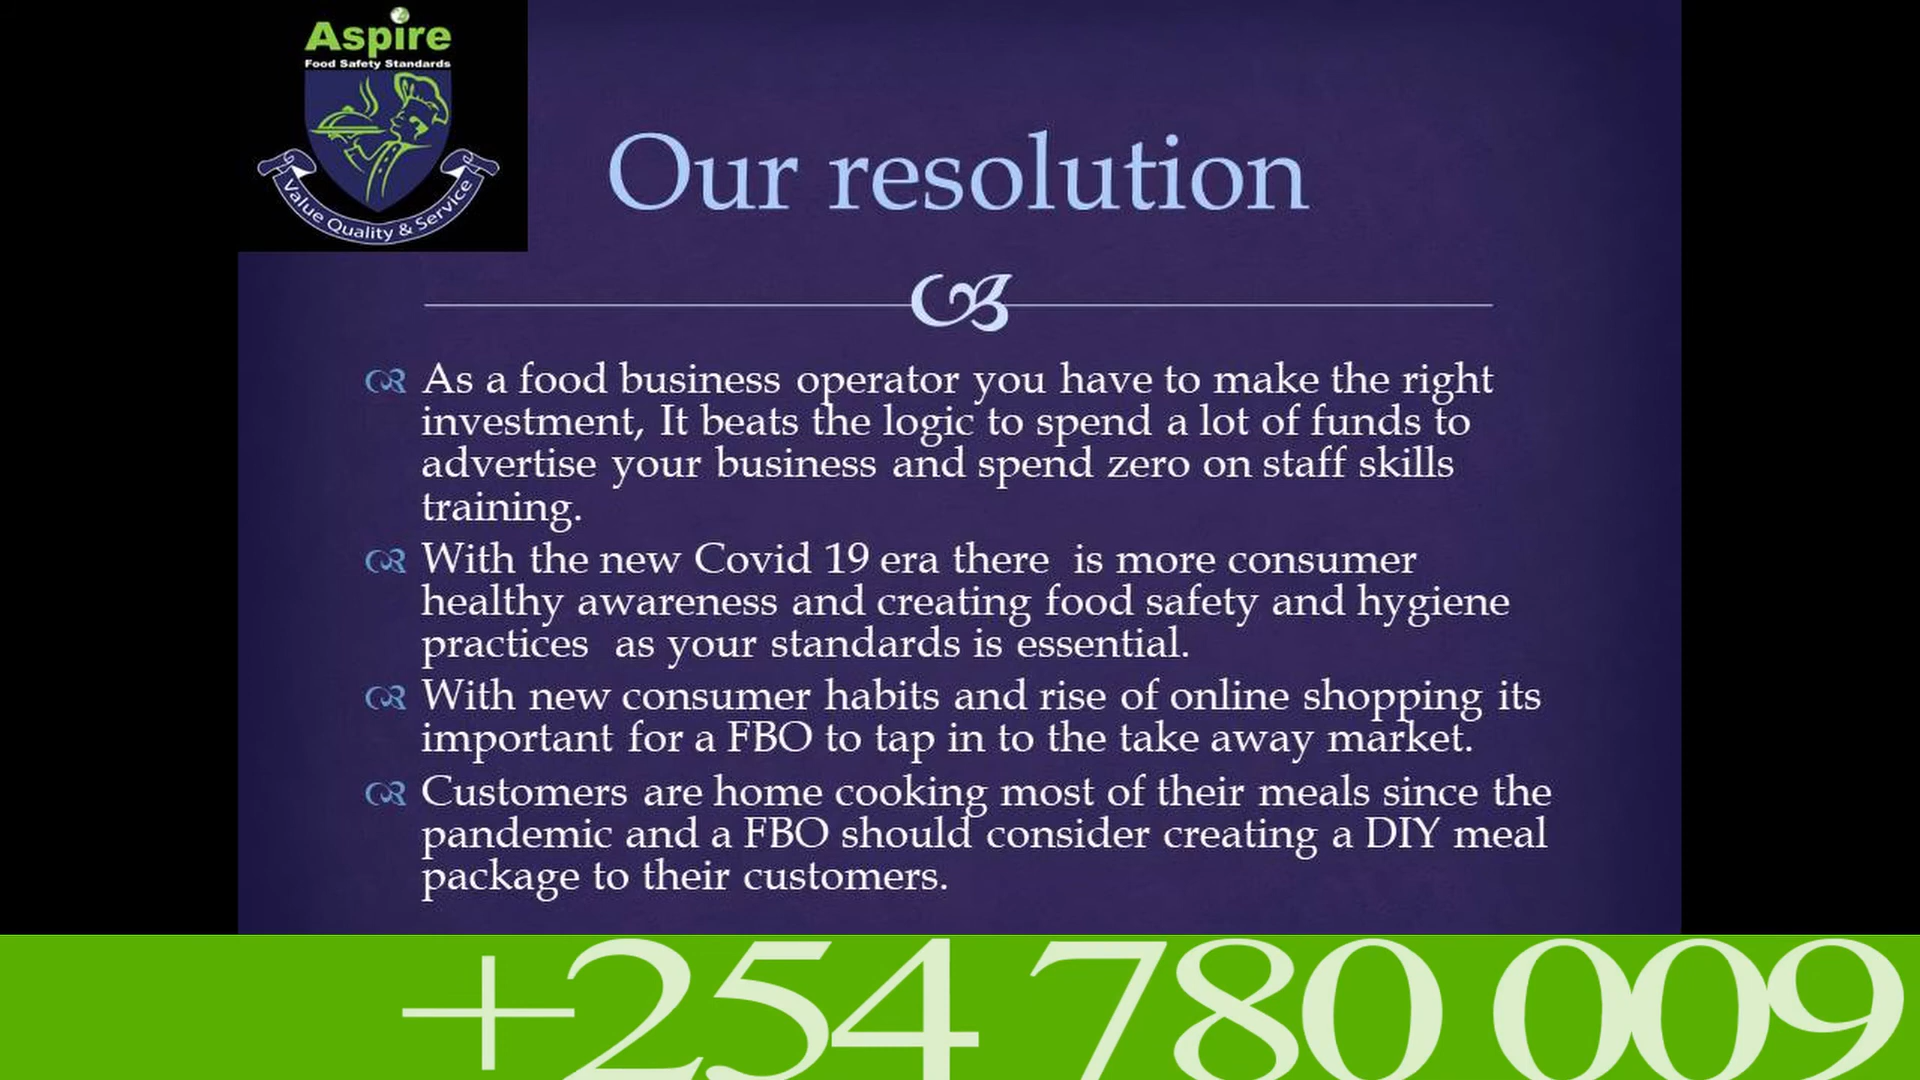 Aspire
Food Safety Standards
Value Quality & Service
Our resolution
As a food business operator you have to make the right
investment, It beats the logic to spend a lot of funds to
advertise your business and spend zero on staff skills
training.
With the new Covid 19 era there  is more consumer
healthy awareness and creating food safety and hygiene
practices  as your standards is essential.
With new consumer habits and rise of online shopping its
important for a FBO to tap in to the take away market.
Customers are home cooking most of their meals since the
pandemic and a FBO should consider creating a DIY meal
package to their customers.
+254 780 009